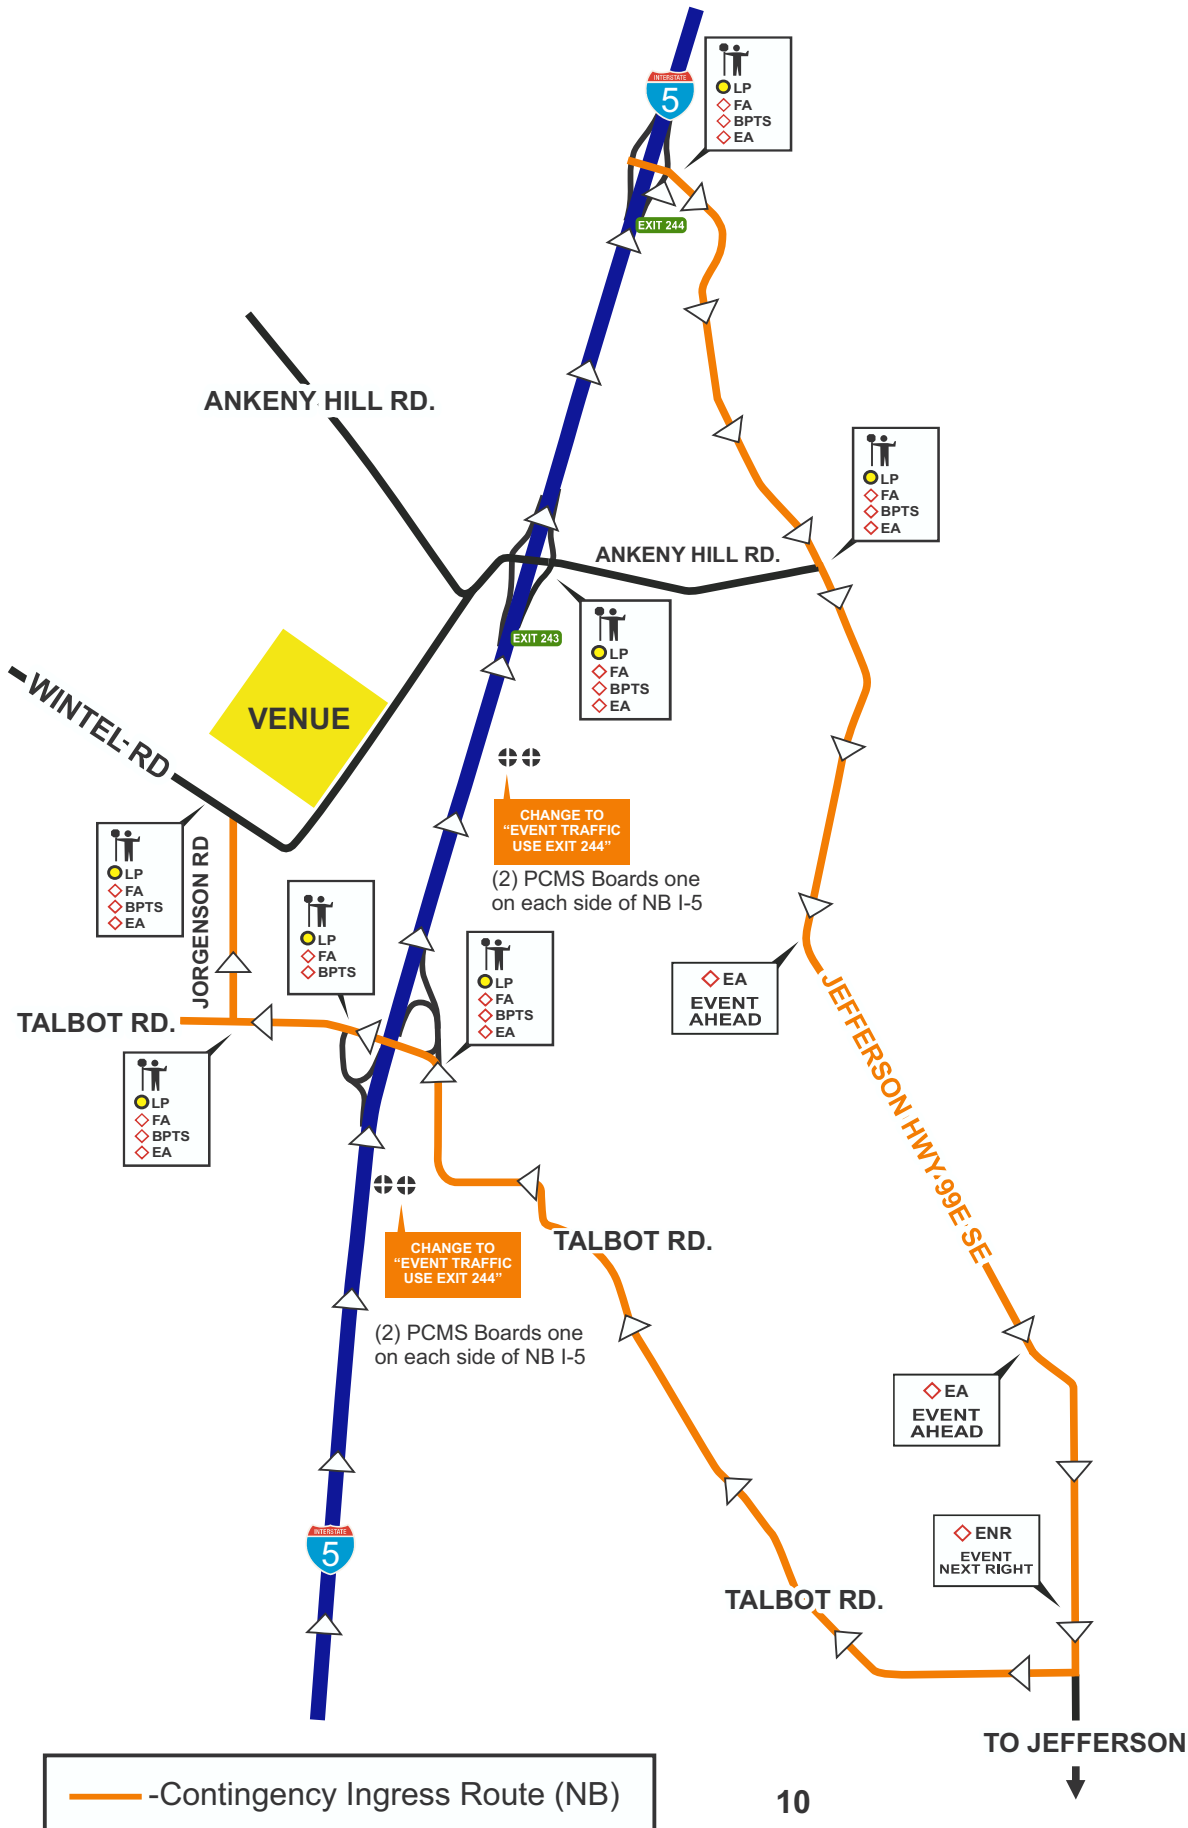 INTERSTATE
5
LP
FA
BPTS
EA
EXIT 244
ANKENY HILL RD.
LP
FA
BPTS
EA
ANKENY HILL RD.
EXIT 243
LP
FA
BPTS
EA
WINTEL RD
VENUE
CHANGE TO
“EVENT TRAFFIC
USE EXIT 244”
(2) PCMS Boards one
on each side of NB I-5
LP
FA
BPTS
EA
JORGENSON RD
LP
FA
BPTS
LP
FA
BPTS
EA
EA
EVENT
AHEAD
JEFFERSON HWY 99E SE
TALBOT RD.
LP
FA
BPTS
EA
CHANGE TO
“EVENT TRAFFIC
USE EXIT 244”
TALBOT RD.
(2) PCMS Boards one
on each side of NB I-5
EA
EVENT
AHEAD
INTERSTATE
5
ENR
EVENT
NEXT RIGHT
TALBOT RD.
TO JEFFERSON
-Contingency Ingress Route (NB)
10